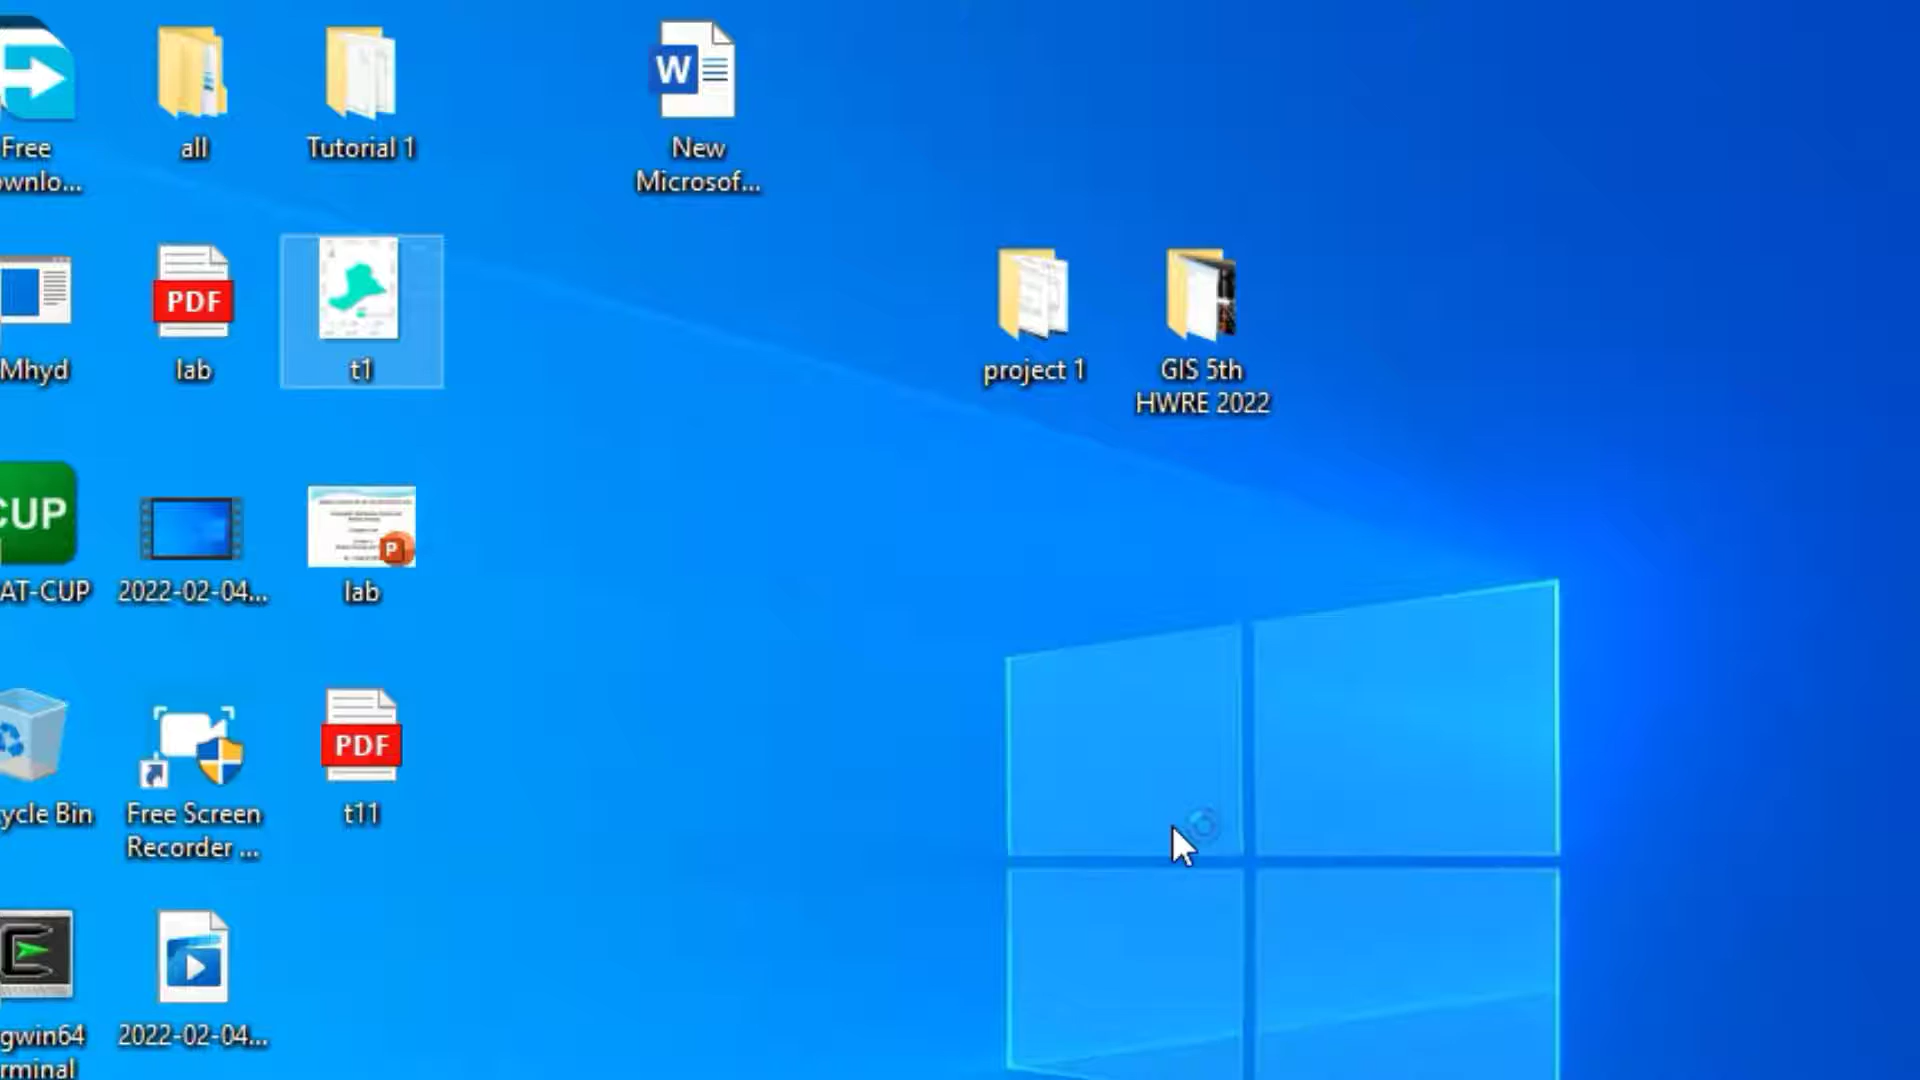 Free
ownlo...
all
Tutorial 1
W
New
Microsof...
Mhyd
PDF
lab
t1
project 1
GIS 5th
HWRE 2022
CUP
AT-CUP
2022-02-04...
P
lab
ycle Bin
Free Screen
Recorder ...
PDF
t11
gwin64
rminal
2022-02-04...